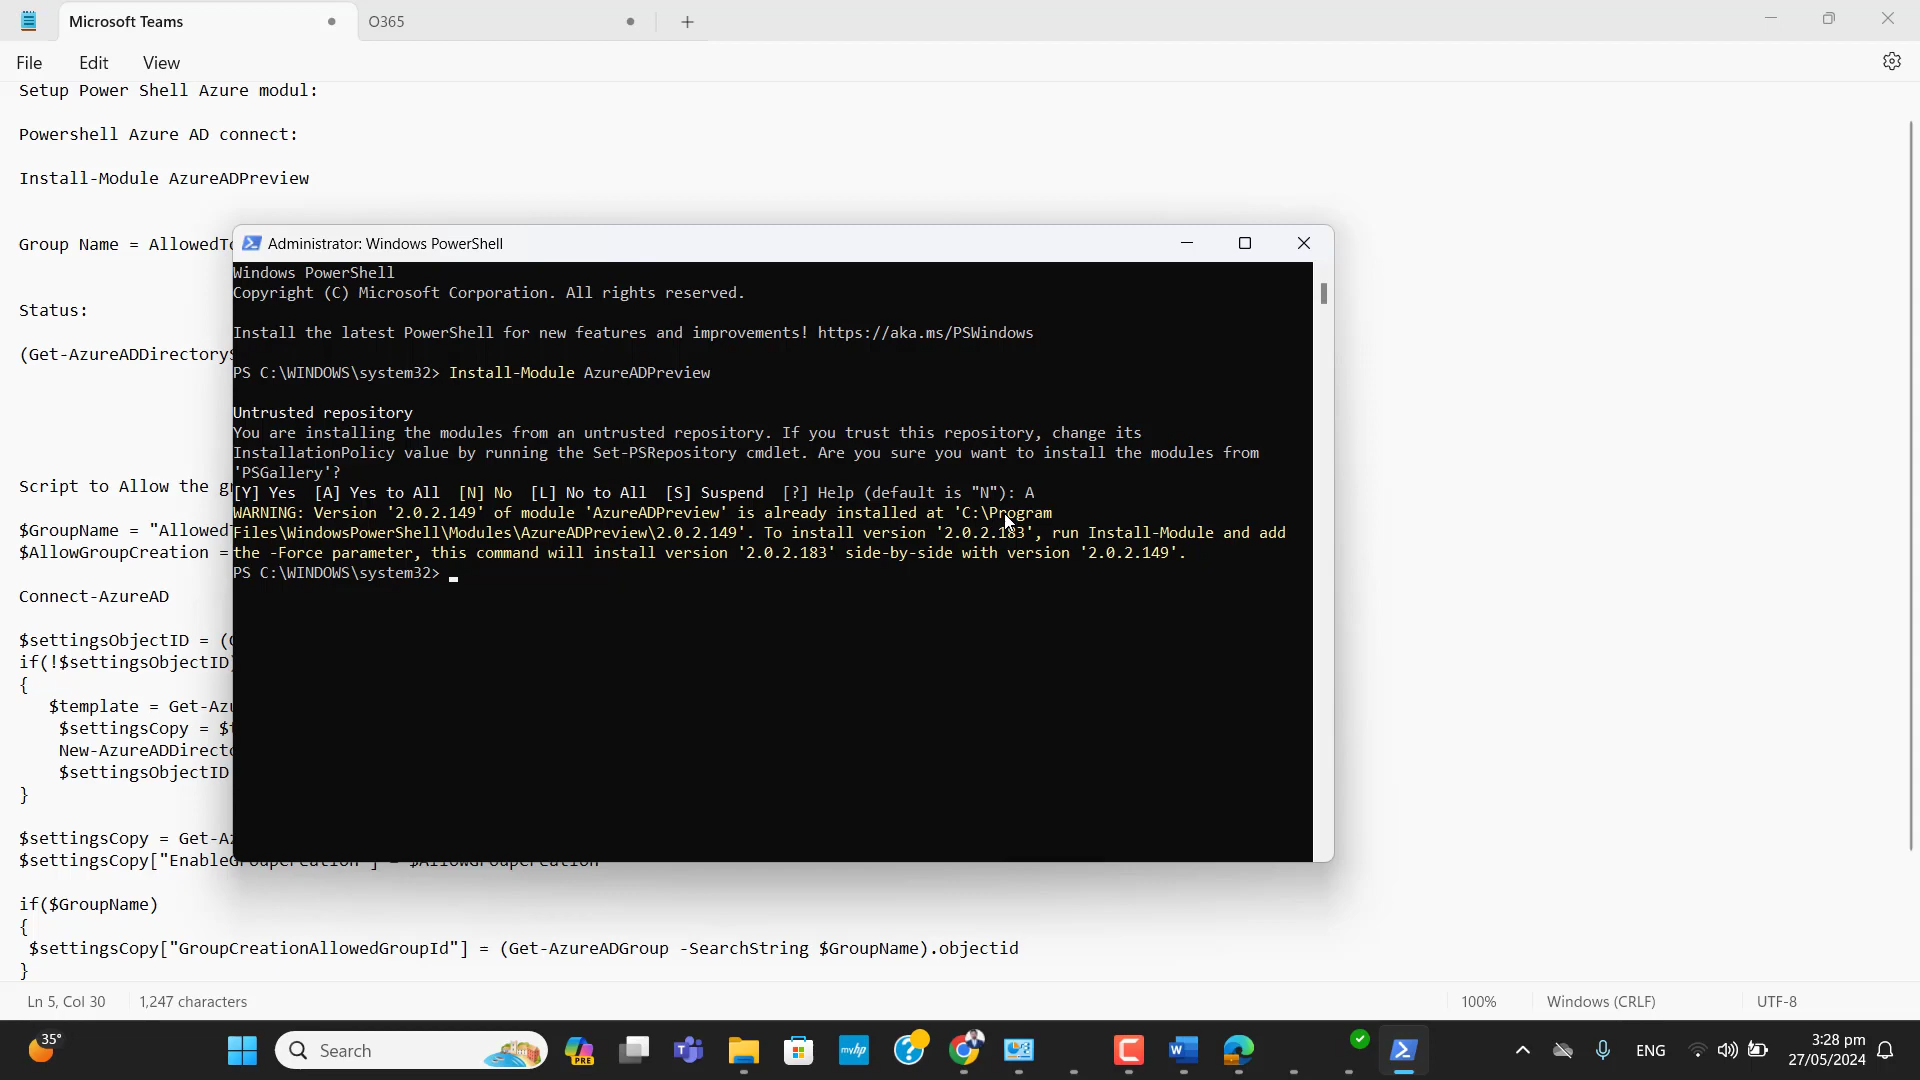 Microsoft Teams
O365
File Edit View
Setup Power Shell Azure modul:
Powershell Azure AD connect:
Install-Module AzureADPreview
Group Name =
Status:
Script to Allow the
$AllowGroupCreation =
Connect-AzureAD
$settingsObjectID = (
if(!$settingsObjectID
{
$template =
$settingsCopy =
$settingsObjectID
}
$settingsCopy =
if($GroupName)
{
$settingsCopy["GroupCreationAllowedGroupId"] = (Get-AzureADGroup -SearchString $GroupName).objectid
}
Administrator: Windows PowerShell
Windows PowerShell
Copyright (C) Microsoft Corporation. All rights reserved.
Install the latest PowerShell for new features and improvements! https://aka.ms/PSWindows
PS C:\WINDOWS\system32> Install-Module AzureADPreview
Untrusted repository
You are installing the modules from an untrusted repository. If you trust this repository, change its
InstallationPolicy value by running the Set-PSRepository cmdlet. Are you sure you want to install the modules from
'PSGallery'?
[Y] Yes [A] Yes to All [N] No [L] No to All [S] Suspend [?] Help (default is "N"): A
WARNING: Version '2.0.2.149' of module 'AzureADPreview' is already installed at 'C:\Program
Files\WindowsPowerShell\Modules\AzureADPreview\2.0.2.149'. To install version '2.0.2.183', run Install-Module and add
the -Force parameter, this command will install version '2.0.2.183' side-by-side with version '2.0.2.149'.
PS C:\WINDOWS\system32>
Ln 5, Col 30 1,247 characters 100% Windows (CRLF) UTF-8
35°
Search
PRE
myhp
ENG
3:28 pm
27/05/2024